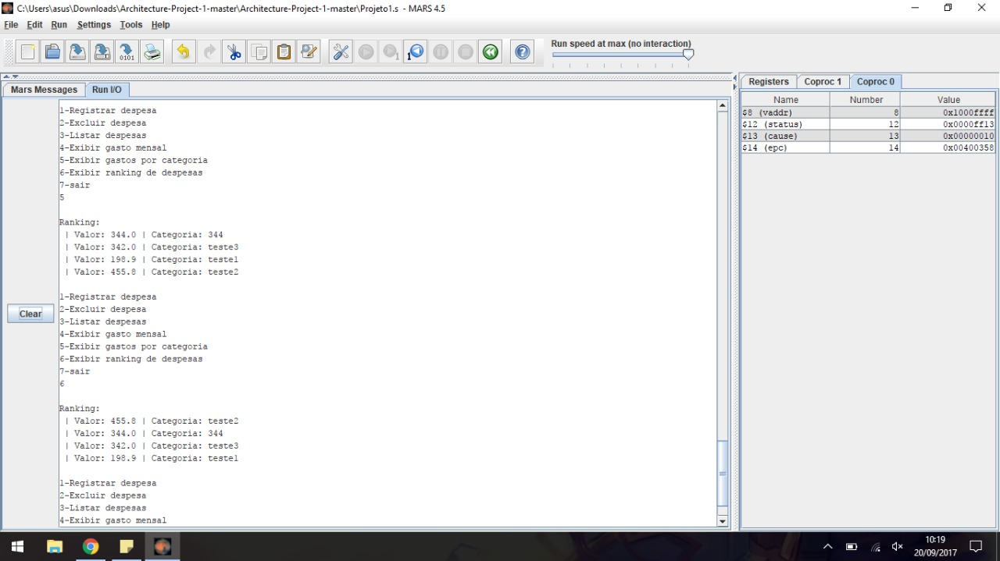 C:\Users\asus\Downloads\Architecture-Project-1-master\Architecture-Project-1-master\Projeto1.s - MARS 4.5
File Edit Run Settings Tools Help
Run speed at max (no interaction)
Mars Messages Run I/O
1-Registrar despesa
2-Excluir despesa
3-Listar despesas
4-Exibir gasto mensal
5-Exibir gastos por categoria
6-Exibir ranking de despesas
7-sair
5
Ranking:
| Valor: 344.0 | Categoria: 344
| Valor: 342.0 | Categoria: teste3
| Valor: 198.9 | Categoria: teste1
| Valor: 455.8 | Categoria: teste2
1-Registrar despesa
2-Excluir despesa
3-Listar despesas
4-Exibir gasto mensal
5-Exibir gastos por categoria
6-Exibir ranking de despesas
7-sair
6
Ranking:
| Valor: 455.8 | Categoria: teste2
| Valor: 344.0 | Categoria: 344
| Valor: 342.0 | Categoria: teste3
| Valor: 198.9 | Categoria: teste1
1-Registrar despesa
2-Excluir despesa
3-Listar despesas
4-Exibir gasto mensal
Clear
Registers Coproc 1 Coproc 0
Name Number Value
$8 (vaddr) 8 0x1000ffff
$12 (status) 12 0x0000ff13
$13 (cause) 13 0x00000010
$14 (epc) 14 0x00400358
10:19
20/09/2017